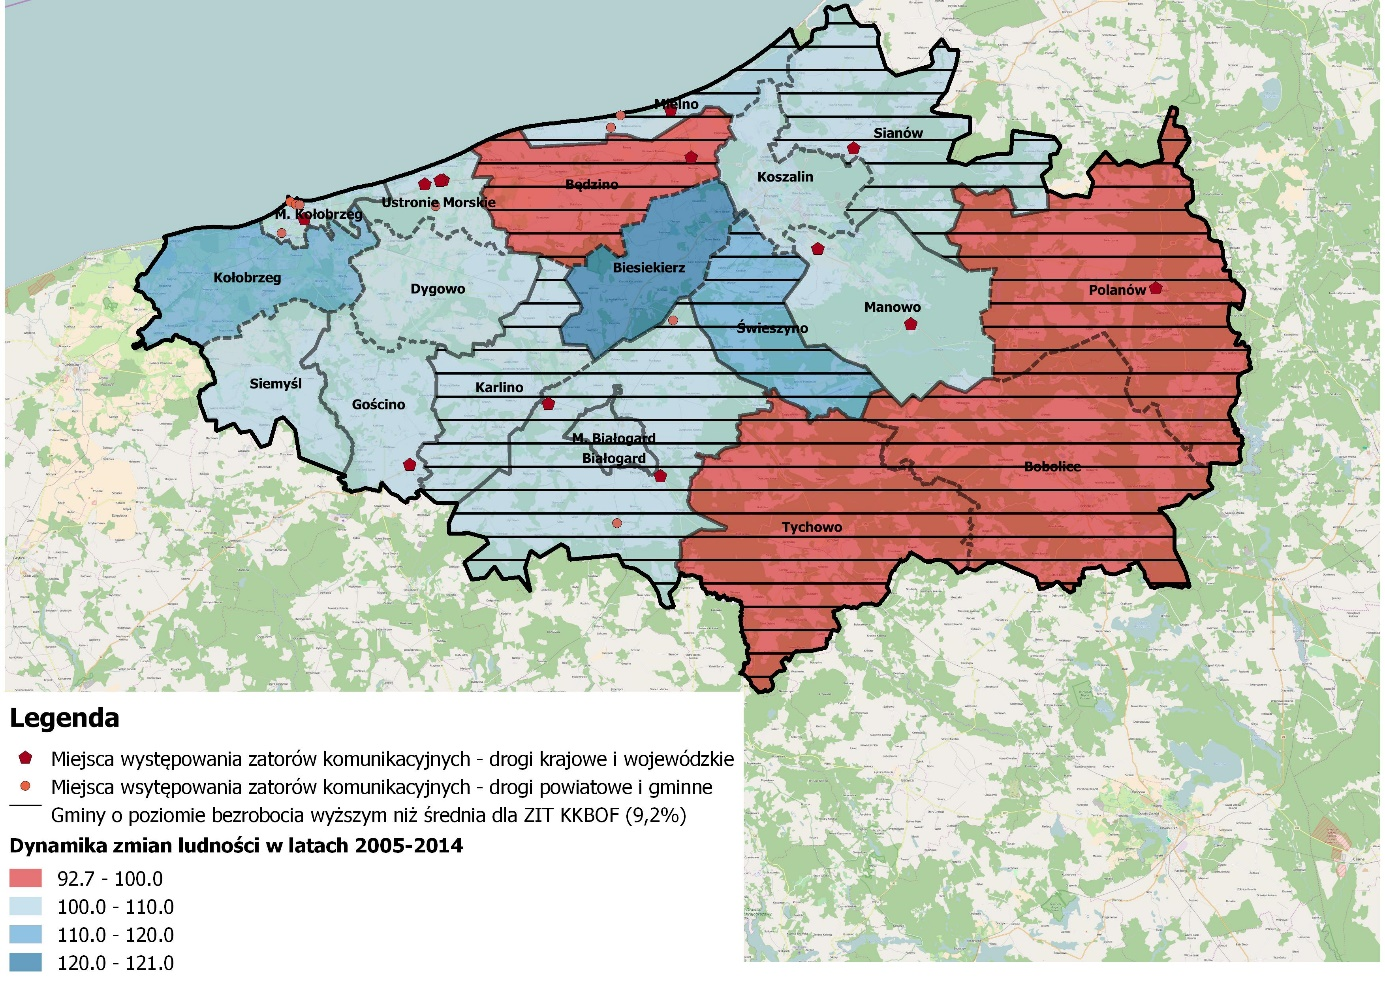 Mielno
Sianów
Koszalin
Będzino
Ustronie Morskie
M. Kołobrzeg
Kołobrzeg
Dygowo
Biesiekierz
Polanów
Manowo
Świeszyno
Siemyśl
Karlino
Gościno
M. Białogard
Białogard
Bobolice
Tychowo
Legenda
Miejsca występowania zatorów komunikacyjnych - drogi krajowe i wojewódzkie
Miejsca wsytępowania zatorów komunikacyjnych - drogi powiatowe i gminne
Gminy o poziomie bezrobocia wyższym niż średnia dla ZIT KKBOF (9,2%)
Dynamika zmian ludności w latach 2005-2014
92.7 - 100.0
100.0 - 110.0
110.0 - 120.0
120.0 - 121.0